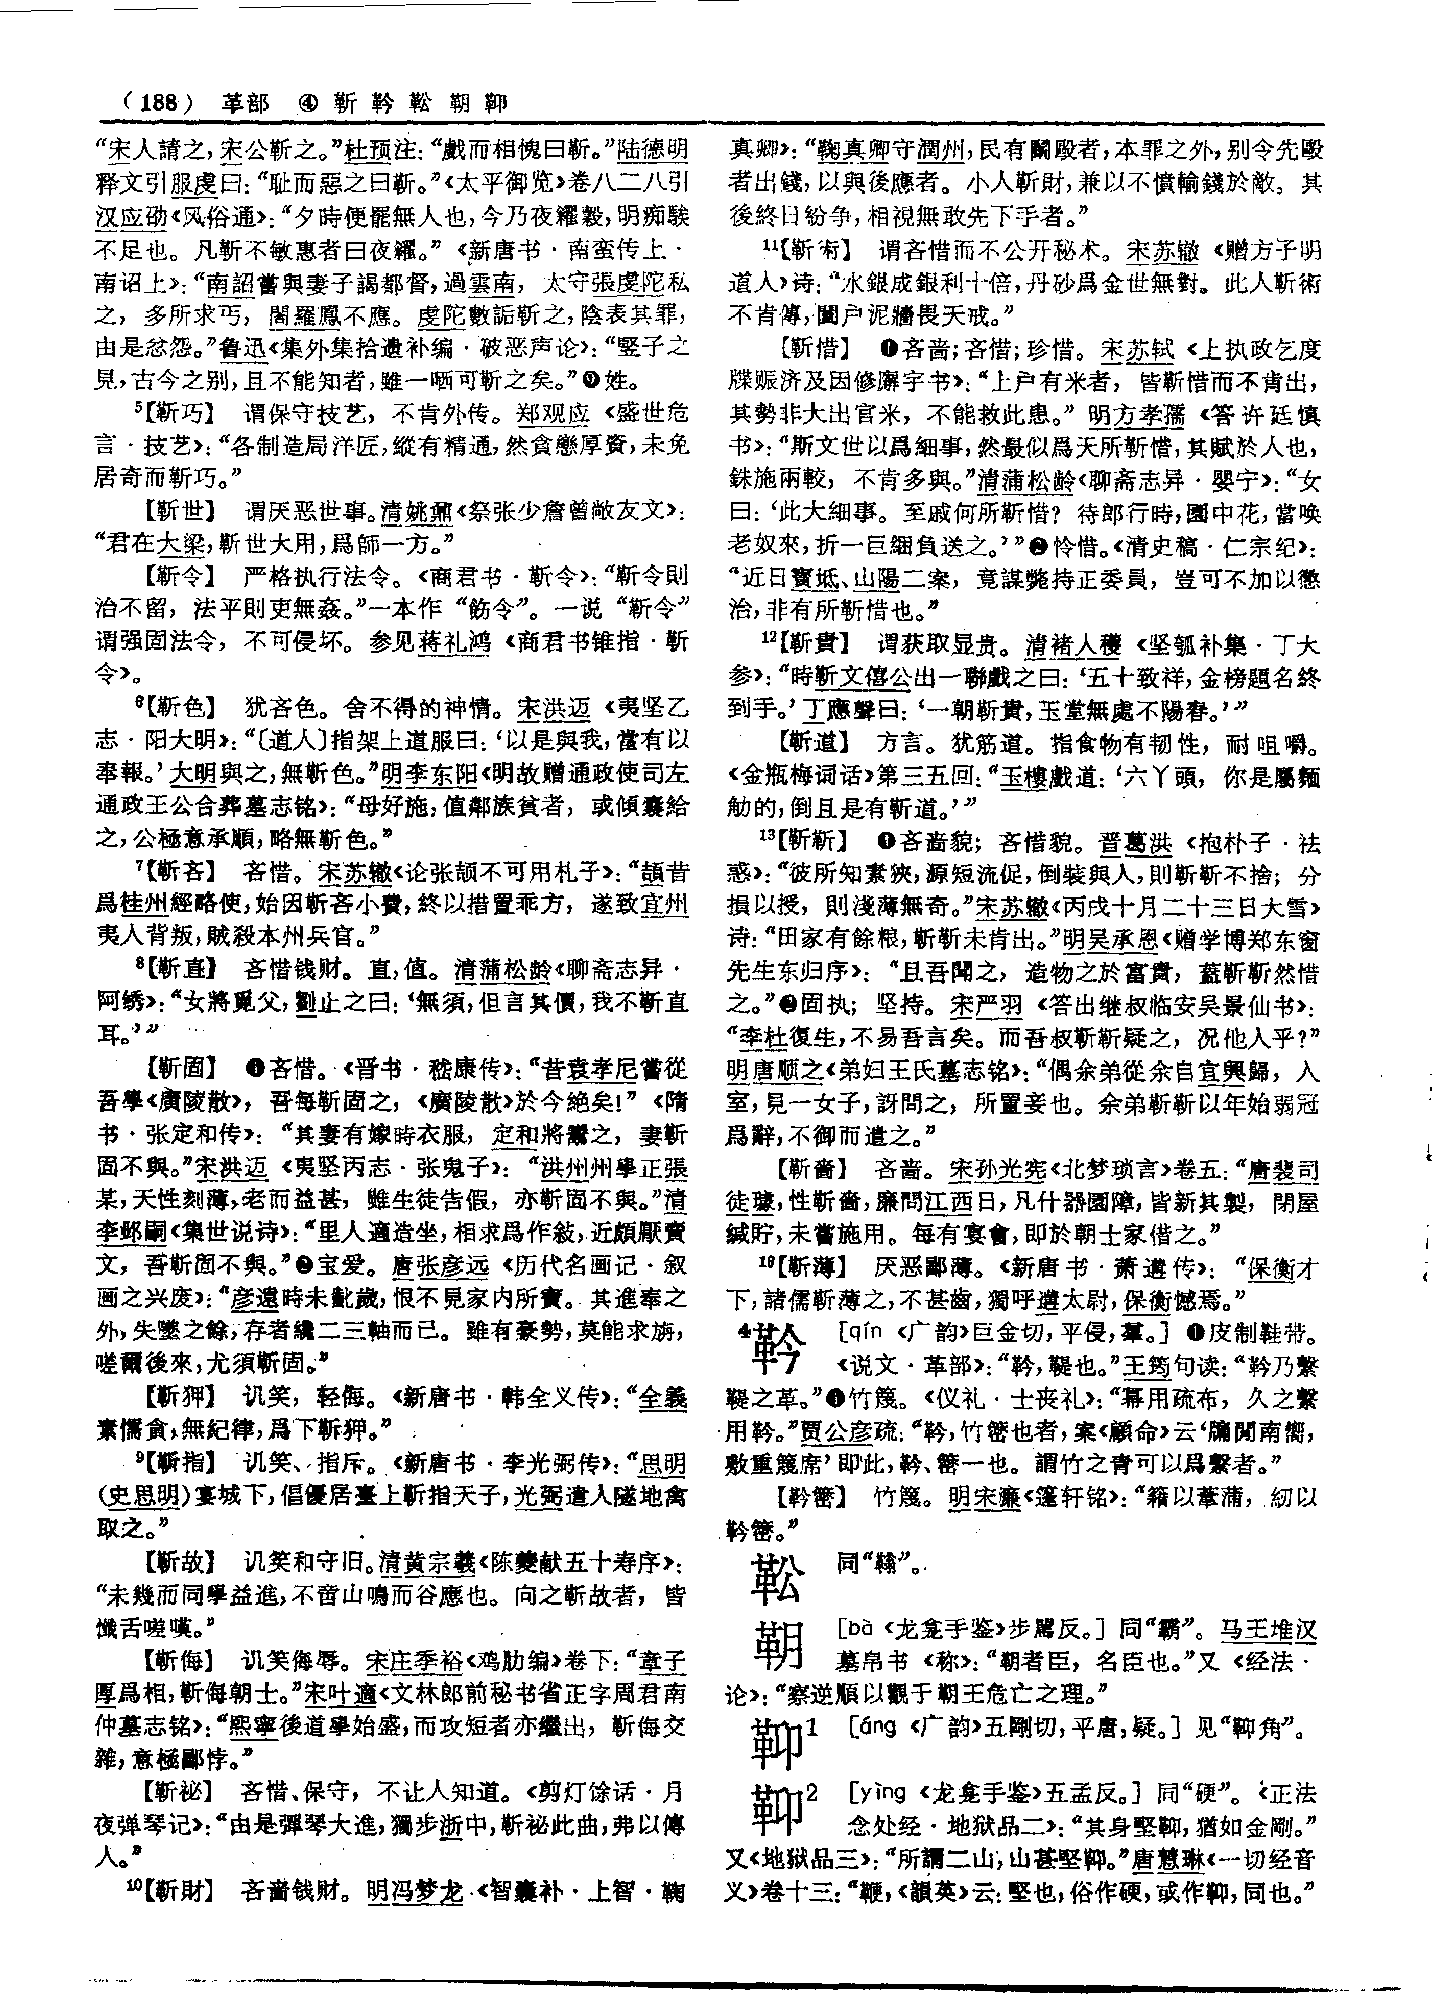 （188） 革部 ④ 靳 靲 䩑 䩗 䩕
“宋人請之，宋公靳之。”杜预注：“戲而相愧曰靳。”陆德明
释文引服虔曰：“耻而惡之曰靳。”《太平御览》卷八二八引
汉应劭《风俗通》：“夕時便罷無人也，今乃夜糴穀，明痴騃
不足也。凡靳不敏惠者曰夜糴。”《新唐书·南蛮传上·
南诏上》：“南詔嘗與妻子謁都督，過雲南，太守張虔陀私
之，多所求丐，閤羅鳳不應。虔陀數詬靳之，陰表其罪，
由是忿怨。”鲁迅《集外集拾遗补编·破恶声论》：“竪子之
見，古今之别，且不能知者，雖一哂可靳之矣。”❾姓。
⁵【靳巧】 谓保守技艺，不肯外传。郑观应《盛世危
言·技艺》：“各制造局洋匠，縱有精通，然貪戀厚資，未免
居奇而靳巧。”
【靳世】 谓厌恶世事。清姚鼐《祭张少詹曾敞友文》：
“君在大梁，靳世大用，爲師一方。”
【靳令】 严格执行法令。《商君书·靳令》：“靳令則
治不留，法平則吏無姦。”一本作“飭令”。一说“靳令”
谓强固法令，不可侵坏。参见蒋礼鸿《商君书锥指·靳
令》。
⁶【靳色】 犹吝色。舍不得的神情。宋洪迈《夷坚乙
志·阳大明》：“〔道人〕指架上道服曰：‘以是與我，當有以
奉報。’大明與之，無靳色。”明李东阳《明故赠通政使司左
通政王公合葬墓志铭》：“母好施，值鄰族貧者，或傾囊給
之，公極意承順，略無靳色。”
⁷【靳吝】 吝惜。宋苏辙《论张颉不可用札子》：“頡昔
爲桂州經略使，始因靳吝小費，終以措置乖方，遂致宜州
夷人背叛，賊殺本州兵官。”
⁸【靳直】 吝惜钱财。直，值。清蒲松龄《聊斋志异·
阿绣》：“女將覓父，劉止之曰：‘無須，但言其價，我不靳直
耳。’”
【靳固】 ❶吝惜。《晋书·嵇康传》：“昔袁孝尼嘗從
吾學《廣陵散》，吾每靳固之，《廣陵散》於今絶矣！”《隋
书·张定和传》：“其妻有嫁時衣服，定和將鬻之，妻靳
固不與。”宋洪迈《夷坚丙志·张鬼子》：“洪州州學正張
某，天性刻薄，老而益甚，雖生徒告假，亦靳固不與。”清
李邺嗣《集世说诗》：“里人適造坐，相求爲作敍，近頗厭賣
文，吾靳固不與。”❷宝爱。唐张彦远《历代名画记·叙
画之兴废》：“彦遠時未齔歲，恨不見家内所寶。其進奉之
外，失墜之餘，存者纔二三軸而已。雖有豪勢，莫能求旃，
嗟爾後來，尤須靳固。”
【靳狎】 讥笑，轻侮。《新唐书·韩全义传》：“全義
素懦貪，無紀律，爲下靳狎。”
⁹【靳指】 讥笑、指斥。《新唐书·李光弼传》：“思明
（史思明）宴城下，倡優居臺上靳指天子，光弼遣人隧地禽
取之。”
【靳故】 讥笑和守旧。清黄宗羲《陈夔献五十寿序》：
“未幾而同學益進，不啻山鳴而谷應也。向之靳故者，皆
懺舌嗟嘆。”
【靳侮】 讥笑侮辱。宋庄季裕《鸡肋编》卷下：“章子
厚爲相，靳侮朝士。”宋叶適《文林郎前秘书省正字周君南
仲墓志铭》：“熙寧後道學始盛，而攻短者亦繼出，靳侮交
雜，意極鄙悖。”
【靳祕】 吝惜、保守，不让人知道。《剪灯馀话·月
夜弹琴记》：“由是彈琴大進，獨步浙中，靳祕此曲，弗以傳
人。”
¹⁰【靳財】 吝啬钱财。明冯梦龙《智囊补·上智·鞠
真卿》：“鞠真卿守潤州，民有鬭毆者，本罪之外，别令先毆
者出錢，以與後應者。小人靳財，兼以不憤輸錢於敵。其
後終日紛争，相視無敢先下手者。”
¹¹【靳術】 谓吝惜而不公开秘术。宋苏辙《赠方子明
道人》诗：“水銀成銀利十倍，丹砂爲金世無對。此人靳術
不肯傳，闔户泥牆畏天戒。”
【靳惜】 ❶吝啬；吝惜；珍惜。宋苏轼《上执政乞度
牒赈济及因修廨宇书》：“上户有米者，皆靳惜而不肯出，
其勢非大出官米，不能救此患。”明方孝孺《答许廷慎
书》：“斯文世以爲細事，然最似爲天所靳惜，其賦於人也，
銖施兩較，不肯多與。”清蒲松龄《聊斋志异·婴宁》：“女
曰：‘此大細事。至戚何所靳惜？待郎行時，園中花，當唤
老奴來，折一巨綑負送之。’”❷怜惜。《清史稿·仁宗纪》：
“近日寳坻、山陽二案，竟謀斃持正委員，豈可不加以懲
治，非有所靳惜也。”
¹²【靳貴】 谓获取显贵。清褚人穫《坚瓠补集·丁大
参》：“時靳文僖公出一聯戲之曰：‘五十致祥，金榜題名終
到手。’丁應聲曰：‘一朝靳貴，玉堂無處不陽春。’”
【靳道】 方言。犹筋道。指食物有韧性，耐咀嚼。
《金瓶梅词话》第三五回：“玉樓戲道：‘六丫頭，你是屬麵
觔的，倒且是有靳道。’”
¹³【靳靳】 ❶吝啬貌；吝惜貌。晋葛洪《抱朴子·祛
惑》：“彼所知素狹，源短流促，倒裝與人，則靳靳不捨；分
損以授，則淺薄無奇。”宋苏辙《丙戌十月二十三日大雪》
诗：“田家有餘粮，靳靳未肯出。”明吴承恩《赠学博郑东窗
先生东归序》：“且吾聞之，造物之於富貴，蓋靳靳然惜
之。”❷固执；坚持。宋严羽《答出继叔临安吴景仙书》：
“李杜復生，不易吾言矣。而吾叔靳靳疑之，况他人乎？”
明唐顺之《弟妇王氏墓志铭》：“偶余弟從余自宜興歸，入
室，見一女子，訝問之，所置妾也。余弟靳靳以年始弱冠
爲辭，不御而遣之。”
【靳嗇】 吝啬。宋孙光宪《北梦琐言》卷五：“唐裴司
徒璩，性靳嗇，廉問江西日，凡什器圖障，皆新其製，閉屋
緘貯，未嘗施用。每有宴會，即於朝士家借之。”
¹⁶【靳薄】 厌恶鄙薄。《新唐书·萧遘传》：“保衡才
下，諸儒靳薄之，不甚齒，獨呼遘太尉，保衡憾焉。”
⁴靲 ［qín《广韵》巨金切，平侵，羣。］❶皮制鞋带。
《说文·革部》：“靲，鞮也。”王筠句读：“靲乃繫
鞮之革。”❷竹篾。《仪礼·士丧礼》：“幂用疏布，久之繫
用靲。”贾公彦疏：“靲，竹䈼也者，案《顧命》云‘牖間南嚮，
敷重篾席’即此，靲、䈼一也。謂竹之青可以爲繫者。”
【靲䈼】 竹篾。明宋濂《篷轩铭》：“籍以葦蒲，紉以
靲䈼。”
䩑 同“䩺”。
䩗 ［bà《龙龛手鉴》步駡反。］同“霸”。马王堆汉
墓帛书《称》：“䩗者臣，名臣也。”又《经法·
论》：“察逆順以觀于䩗王危亡之理。”
䩕¹ ［áng《广韵》五剛切，平唐，疑。］见“䩕角”。
䩕² ［yìng《龙龛手鉴》五孟反。］同“硬”。《正法
念处经·地狱品二》：“其身堅䩕，猶如金剛。”
又《地狱品三》：“所謂二山，山甚堅䩕。”唐慧琳《一切经音
义》卷十三：“鞕，《韻英》云：堅也，俗作硬，或作䩕，同也。”